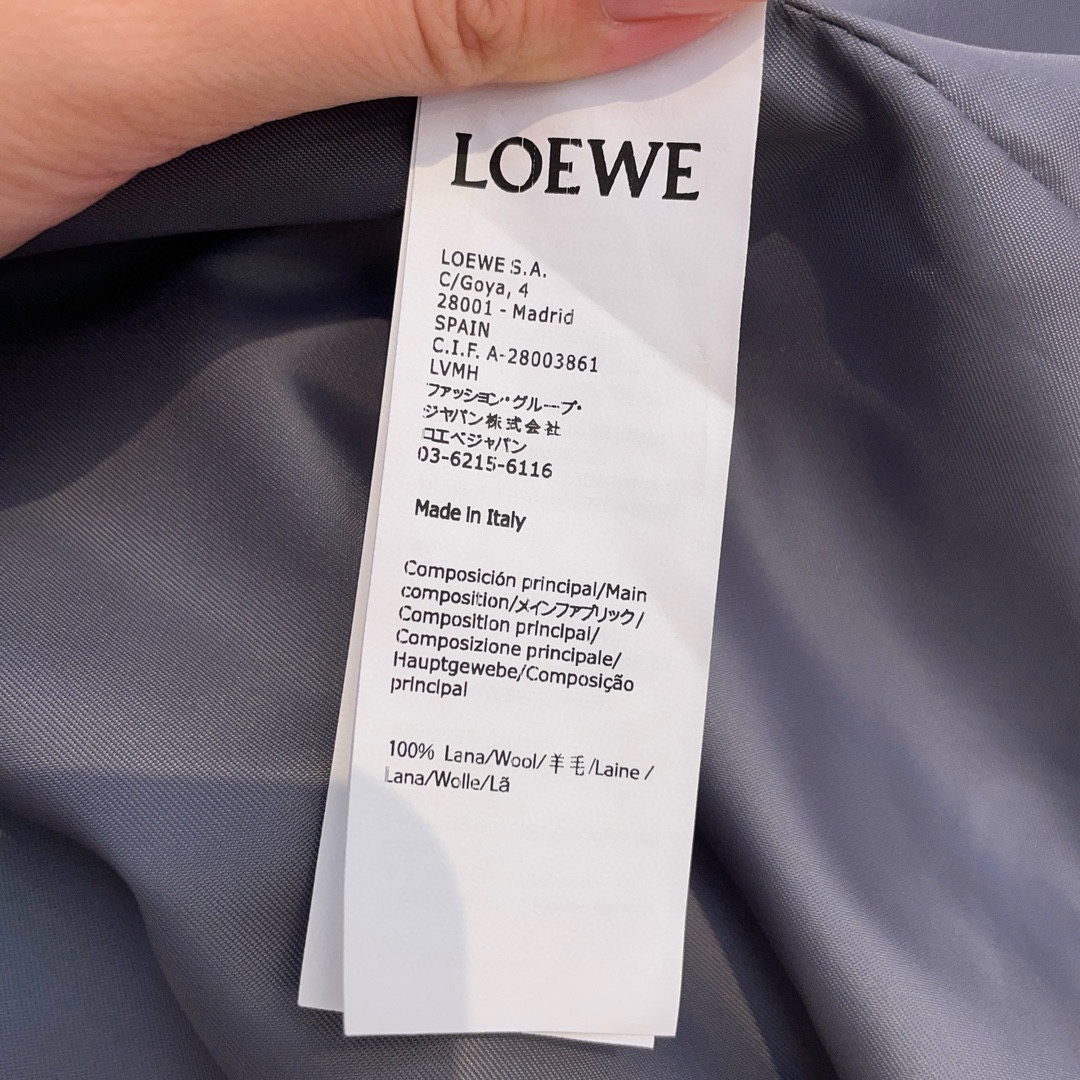 LOEWE
LOEWE S.A.
C/Goya, 4
28001 - Madrid
SPAIN
C.I.F. A-28003861
LVMH
ファッション・グループ・
ジャパン株式会社
ロエベジャパン
03-6215-6116
Made in Italy
Composición principal/Main
composition/メインファブリック/
Composition principal/
Composizione principale/
Hauptgewebe/Composição
principal
100% Lana/Wool/羊毛/Laine/
Lana/Wolle/Lã